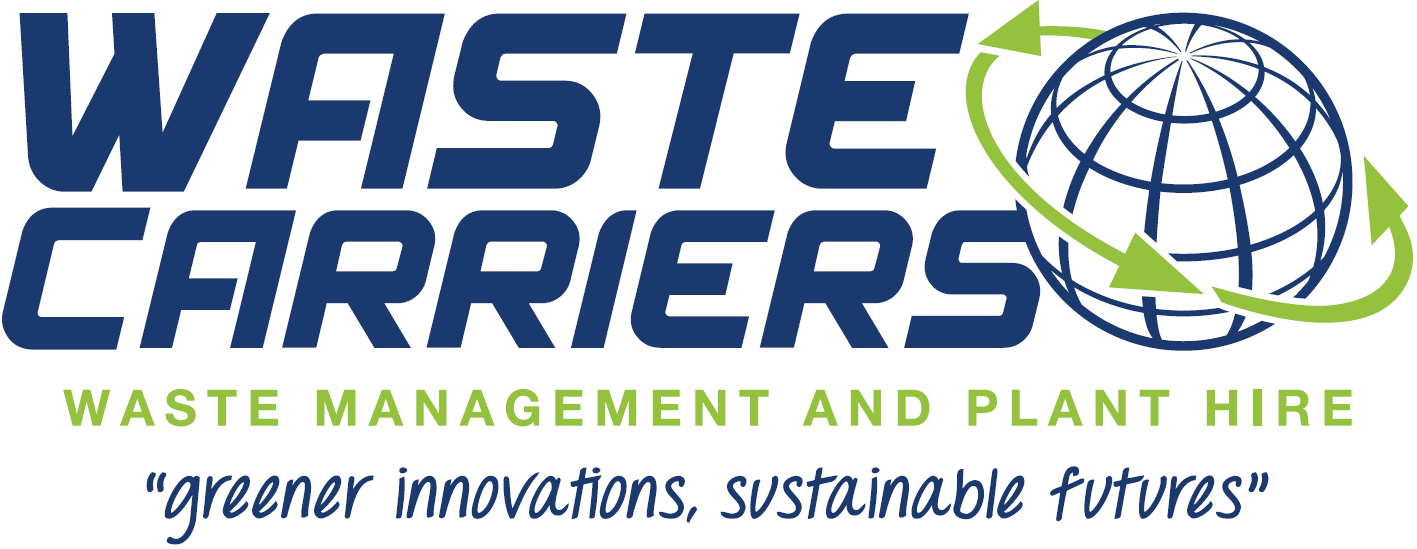 WASTE
CARRIERS
WASTE MANAGEMENT AND PLANT HIRE
“greener innovations, sustainable futures”